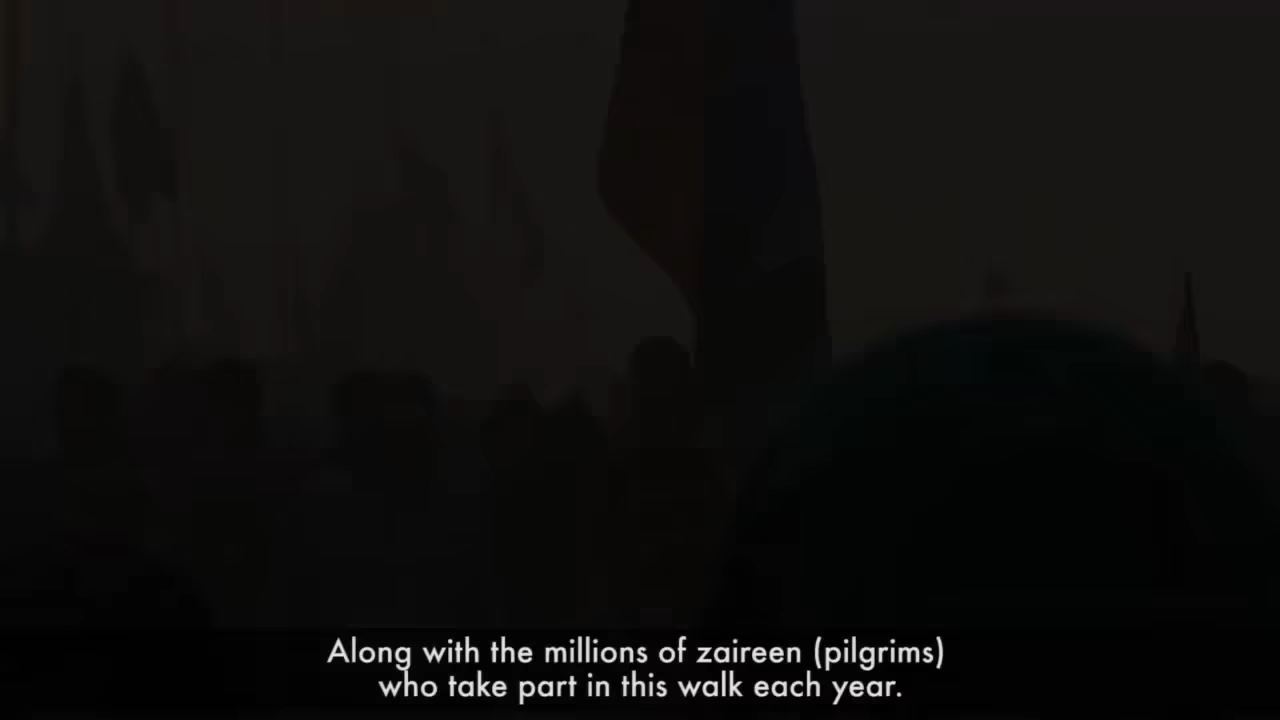 Along with the millions of zaireen (pilgrims)
who take part in this walk each year.